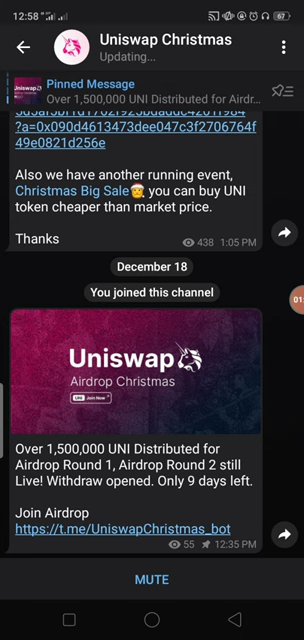 12:58
67
Uniswap Christmas
Updating...
Uniswap
Pinned Message
Over 1,500,000 UNI Distributed for Airdr...
?a=0x090d4613473dee047c3f2706764f
49e0821d256e
Also we have another running event,
Christmas Big Sale🎅 you can buy UNI
token cheaper than market price.
Thanks
438 1:05 PM
December 18
You joined this channel
01:
Uniswap
Airdrop Christmas
UNI Join Now
Over 1,500,000 UNI Distributed for
Airdrop Round 1, Airdrop Round 2 still
Live! Withdraw opened. Only 9 days left.
Join Airdrop
https://t.me/UniswapChristmas_bot
55 12:35 PM
MUTE